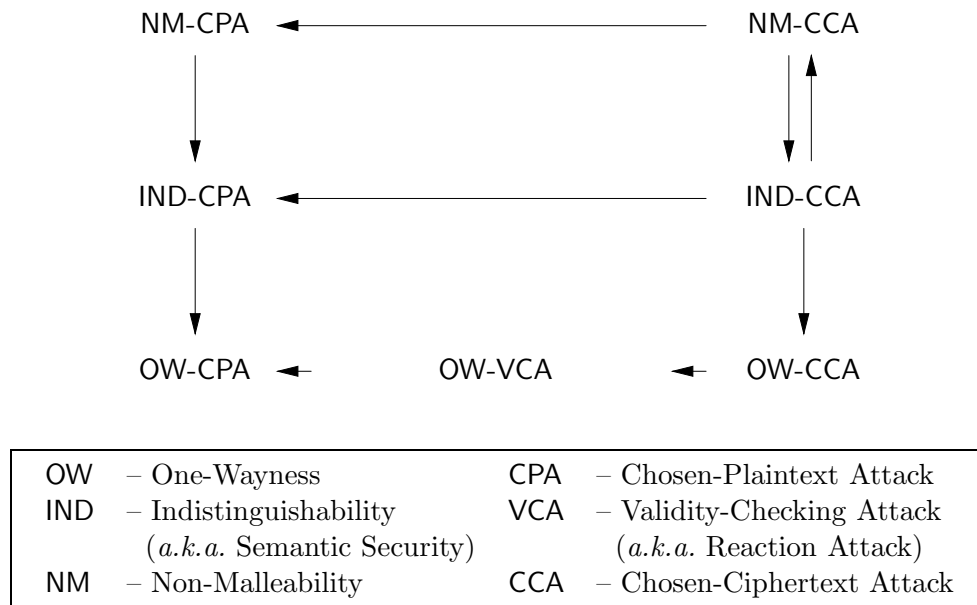 NM-CPA NM-CCA
IND-CPA IND-CCA
OW-CPA OW-VCA OW-CCA
OW – One-Wayness CPA – Chosen-Plaintext Attack
IND – Indistinguishability VCA – Validity-Checking Attack
(a.k.a. Semantic Security) (a.k.a. Reaction Attack)
NM – Non-Malleability CCA – Chosen-Ciphertext Attack